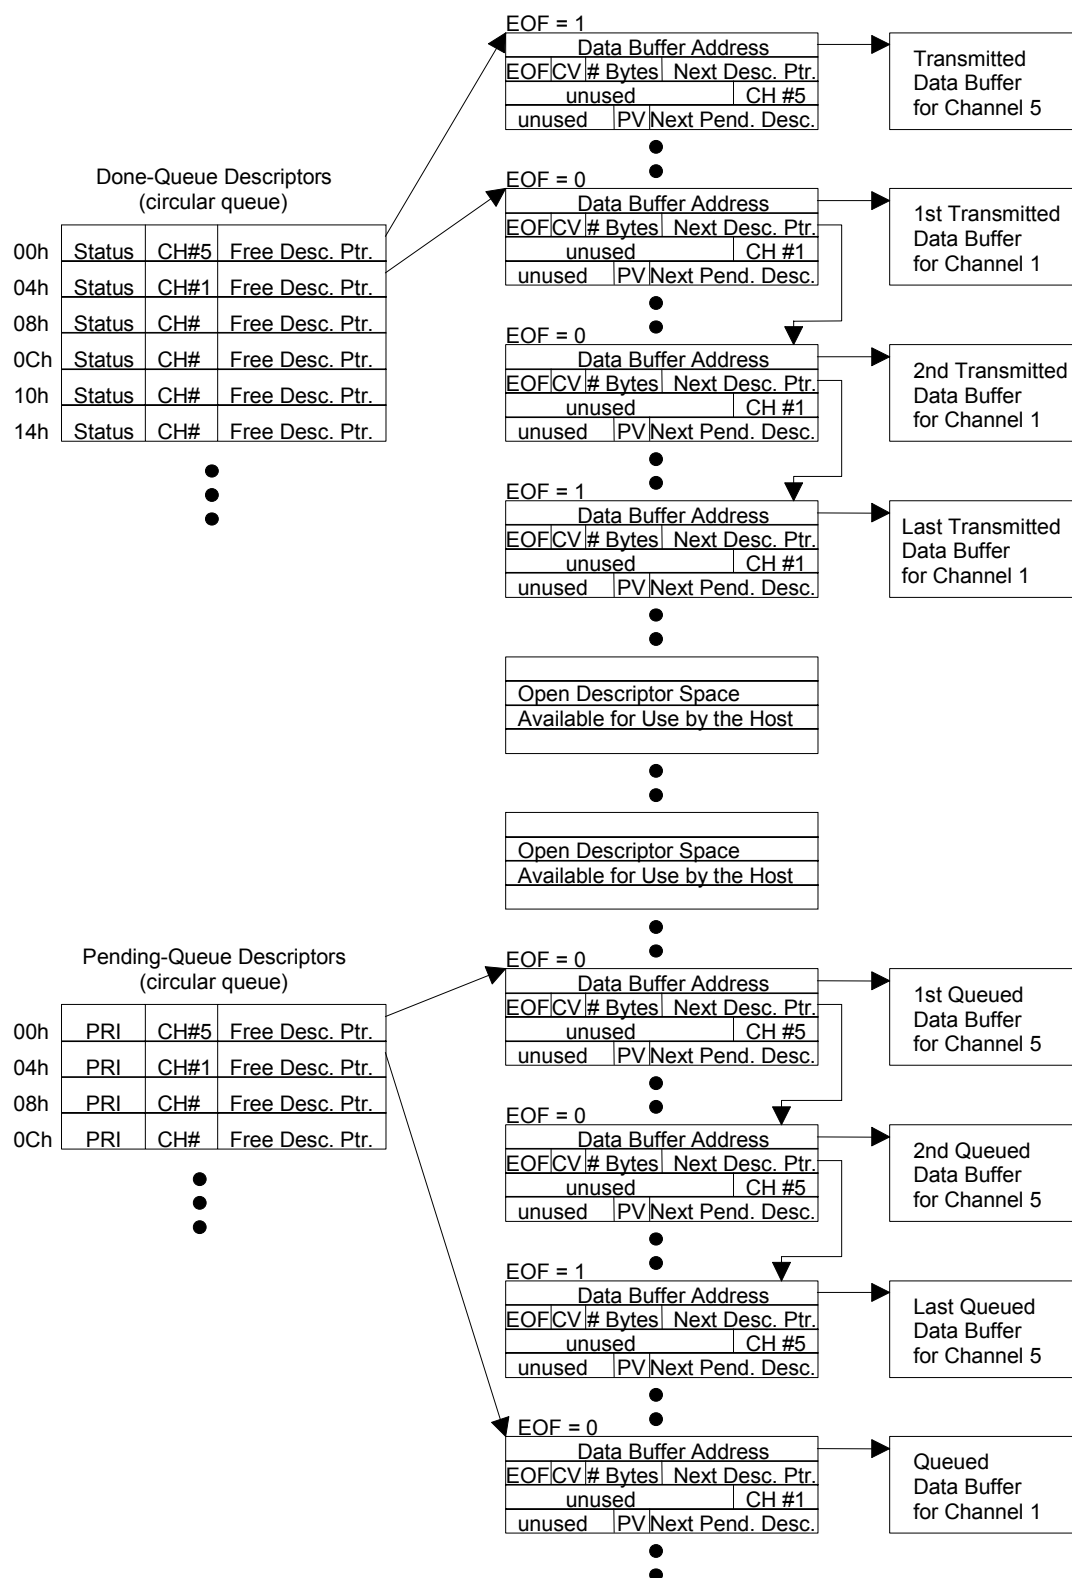 EOF = 1
Data Buffer Address
EOF CV # Bytes Next Desc. Ptr.
unused CH #5
unused PV Next Pend. Desc.
Transmitted
Data Buffer
for Channel 5
Done-Queue Descriptors
(circular queue)
00h Status CH#5 Free Desc. Ptr.
04h Status CH#1 Free Desc. Ptr.
08h Status CH# Free Desc. Ptr.
0Ch Status CH# Free Desc. Ptr.
10h Status CH# Free Desc. Ptr.
14h Status CH# Free Desc. Ptr.
EOF = 0
Data Buffer Address
EOF CV # Bytes Next Desc. Ptr.
unused CH #1
unused PV Next Pend. Desc.
1st Transmitted
Data Buffer
for Channel 1
EOF = 0
Data Buffer Address
EOF CV # Bytes Next Desc. Ptr.
unused CH #1
unused PV Next Pend. Desc.
2nd Transmitted
Data Buffer
for Channel 1
EOF = 1
Data Buffer Address
EOF CV # Bytes Next Desc. Ptr.
unused CH #1
unused PV Next Pend. Desc.
Last Transmitted
Data Buffer
for Channel 1
Open Descriptor Space
Available for Use by the Host
Open Descriptor Space
Available for Use by the Host
Pending-Queue Descriptors
(circular queue)
00h PRI CH#5 Free Desc. Ptr.
04h PRI CH#1 Free Desc. Ptr.
08h PRI CH# Free Desc. Ptr.
0Ch PRI CH# Free Desc. Ptr.
EOF = 0
Data Buffer Address
EOF CV # Bytes Next Desc. Ptr.
unused CH #5
unused PV Next Pend. Desc.
1st Queued
Data Buffer
for Channel 5
EOF = 0
Data Buffer Address
EOF CV # Bytes Next Desc. Ptr.
unused CH #5
unused PV Next Pend. Desc.
2nd Queued
Data Buffer
for Channel 5
EOF = 1
Data Buffer Address
EOF CV # Bytes Next Desc. Ptr.
unused CH #5
unused PV Next Pend. Desc.
Last Queued
Data Buffer
for Channel 5
EOF = 0
Data Buffer Address
EOF CV # Bytes Next Desc. Ptr.
unused CH #1
unused PV Next Pend. Desc.
Queued
Data Buffer
for Channel 1